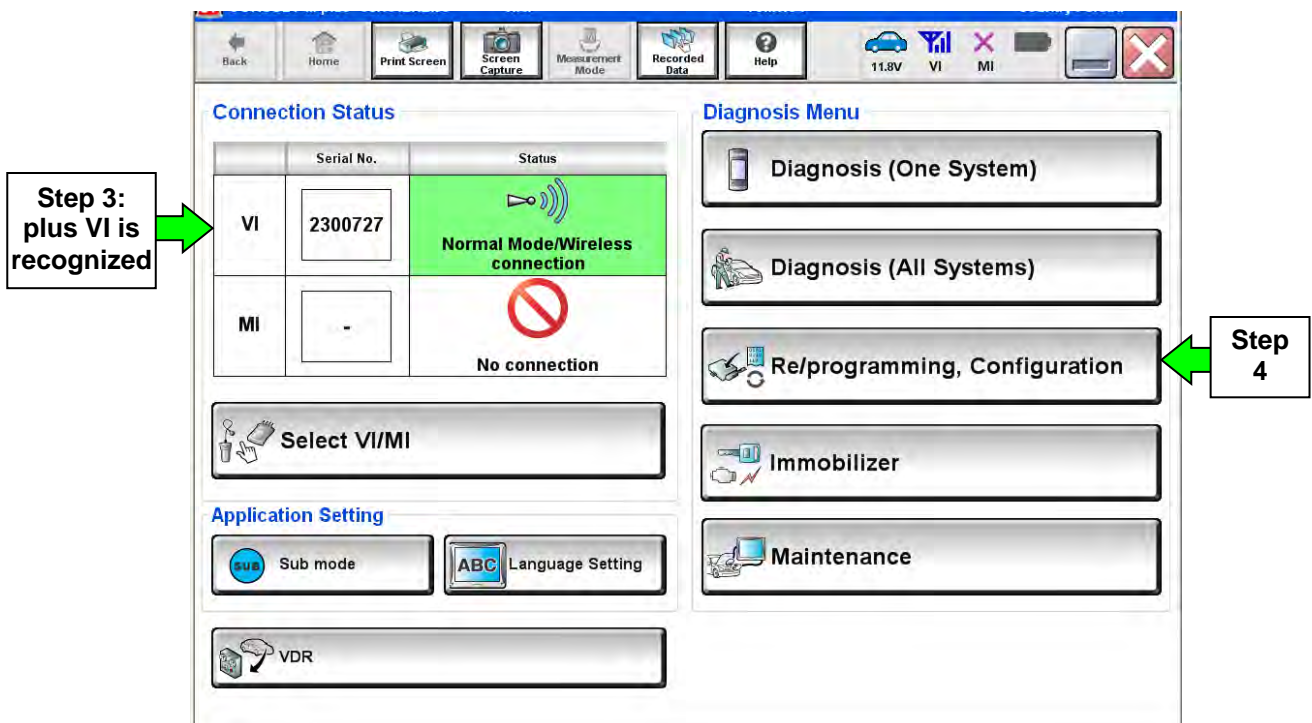 Back
Home
Print Screen
Screen
Capture
Measurement
Mode
Recorded
Data
Help
11.8V
VI
MI
Connection Status
Serial No.
Status
VI
2300727
Normal Mode/Wireless
connection
MI
-
No connection
Select VI/MI
Application Setting
SUB
Sub mode
ABC
Language Setting
VDR
Diagnosis Menu
Diagnosis (One System)
Diagnosis (All Systems)
Re/programming, Configuration
Immobilizer
Maintenance
Step 3:
plus VI is
recognized
Step
4